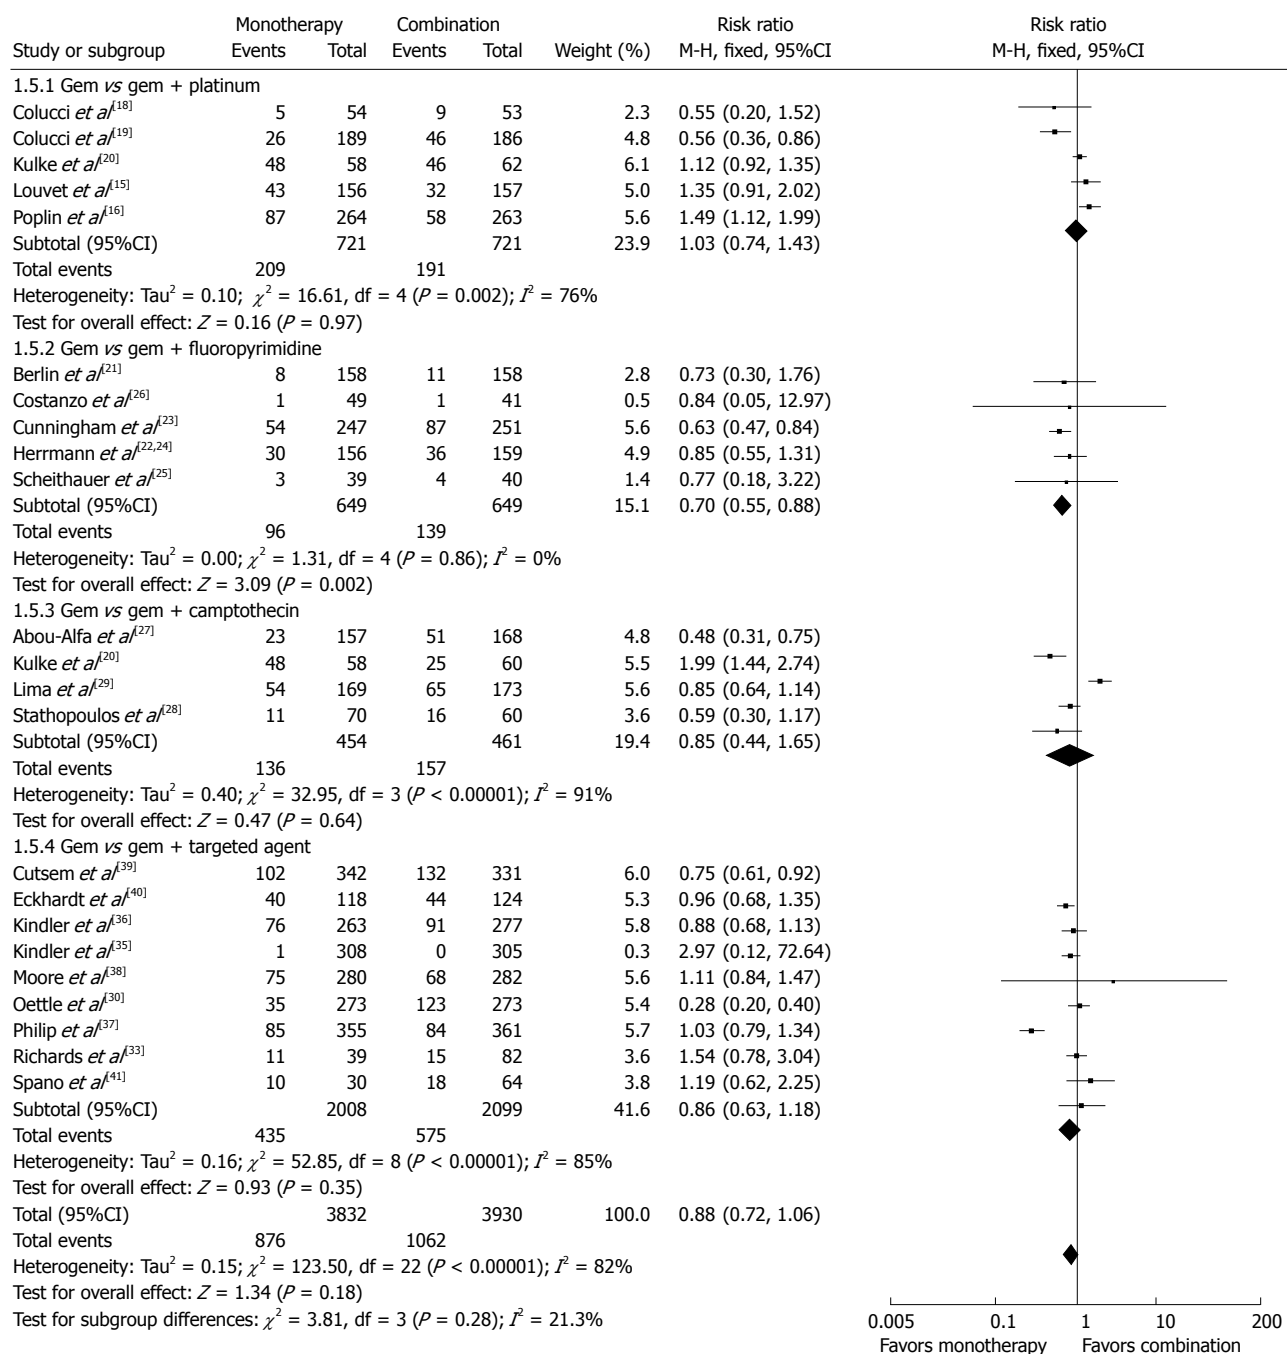 Monotherapy Combination Risk ratio Risk ratio
Study or subgroup Events Total Events Total Weight (%) M-H, fixed, 95%CI M-H, fixed, 95%CI
1.5.1 Gem vs gem + platinum
Colucci et al[18] 5 54 9 53 2.3 0.55 (0.20, 1.52)
Colucci et al[19] 26 189 46 186 4.8 0.56 (0.36, 0.86)
Kulke et al[20] 48 58 46 62 6.1 1.12 (0.92, 1.35)
Louvet et al[15] 43 156 32 157 5.0 1.35 (0.91, 2.02)
Poplin et al[16] 87 264 58 263 5.6 1.49 (1.12, 1.99)
Subtotal (95%CI) 721 721 23.9 1.03 (0.74, 1.43)
Total events 209 191
Heterogeneity: Tau² = 0.10; χ² = 16.61, df = 4 (P = 0.002); I² = 76%
Test for overall effect: Z = 0.16 (P = 0.97)
1.5.2 Gem vs gem + fluoropyrimidine
Berlin et al[21] 8 158 11 158 2.8 0.73 (0.30, 1.76)
Costanzo et al[26] 1 49 1 41 0.5 0.84 (0.05, 12.97)
Cunningham et al[23] 54 247 87 251 5.6 0.63 (0.47, 0.84)
Herrmann et al[22,24] 30 156 36 159 4.9 0.85 (0.55, 1.31)
Scheithauer et al[25] 3 39 4 40 1.4 0.77 (0.18, 3.22)
Subtotal (95%CI) 649 649 15.1 0.70 (0.55, 0.88)
Total events 96 139
Heterogeneity: Tau² = 0.00; χ² = 1.31, df = 4 (P = 0.86); I² = 0%
Test for overall effect: Z = 3.09 (P = 0.002)
1.5.3 Gem vs gem + camptothecin
Abou-Alfa et al[27] 23 157 51 168 4.8 0.48 (0.31, 0.75)
Kulke et al[20] 48 58 25 60 5.5 1.99 (1.44, 2.74)
Lima et al[29] 54 169 65 173 5.6 0.85 (0.64, 1.14)
Stathopoulos et al[28] 11 70 16 60 3.6 0.59 (0.30, 1.17)
Subtotal (95%CI) 454 461 19.4 0.85 (0.44, 1.65)
Total events 136 157
Heterogeneity: Tau² = 0.40; χ² = 32.95, df = 3 (P < 0.00001); I² = 91%
Test for overall effect: Z = 0.47 (P = 0.64)
1.5.4 Gem vs gem + targeted agent
Cutsem et al[39] 102 342 132 331 6.0 0.75 (0.61, 0.92)
Eckhardt et al[40] 40 118 44 124 5.3 0.96 (0.68, 1.35)
Kindler et al[36] 76 263 91 277 5.8 0.88 (0.68, 1.13)
Kindler et al[35] 1 308 0 305 0.3 2.97 (0.12, 72.64)
Moore et al[38] 75 280 68 282 5.6 1.11 (0.84, 1.47)
Oettle et al[30] 35 273 123 273 5.4 0.28 (0.20, 0.40)
Philip et al[37] 85 355 84 361 5.7 1.03 (0.79, 1.34)
Richards et al[33] 11 39 15 82 3.6 1.54 (0.78, 3.04)
Spano et al[41] 10 30 18 64 3.8 1.19 (0.62, 2.25)
Subtotal (95%CI) 2008 2099 41.6 0.86 (0.63, 1.18)
Total events 435 575
Heterogeneity: Tau² = 0.16; χ² = 52.85, df = 8 (P < 0.00001); I² = 85%
Test for overall effect: Z = 0.93 (P = 0.35)
Total (95%CI) 3832 3930 100.0 0.88 (0.72, 1.06)
Total events 876 1062
Heterogeneity: Tau² = 0.15; χ² = 123.50, df = 22 (P < 0.00001); I² = 82%
Test for overall effect: Z = 1.34 (P = 0.18)
Test for subgroup differences: χ² = 3.81, df = 3 (P = 0.28); I² = 21.3%
0.005 0.1 1 10 200
Favors monotherapy Favors combination